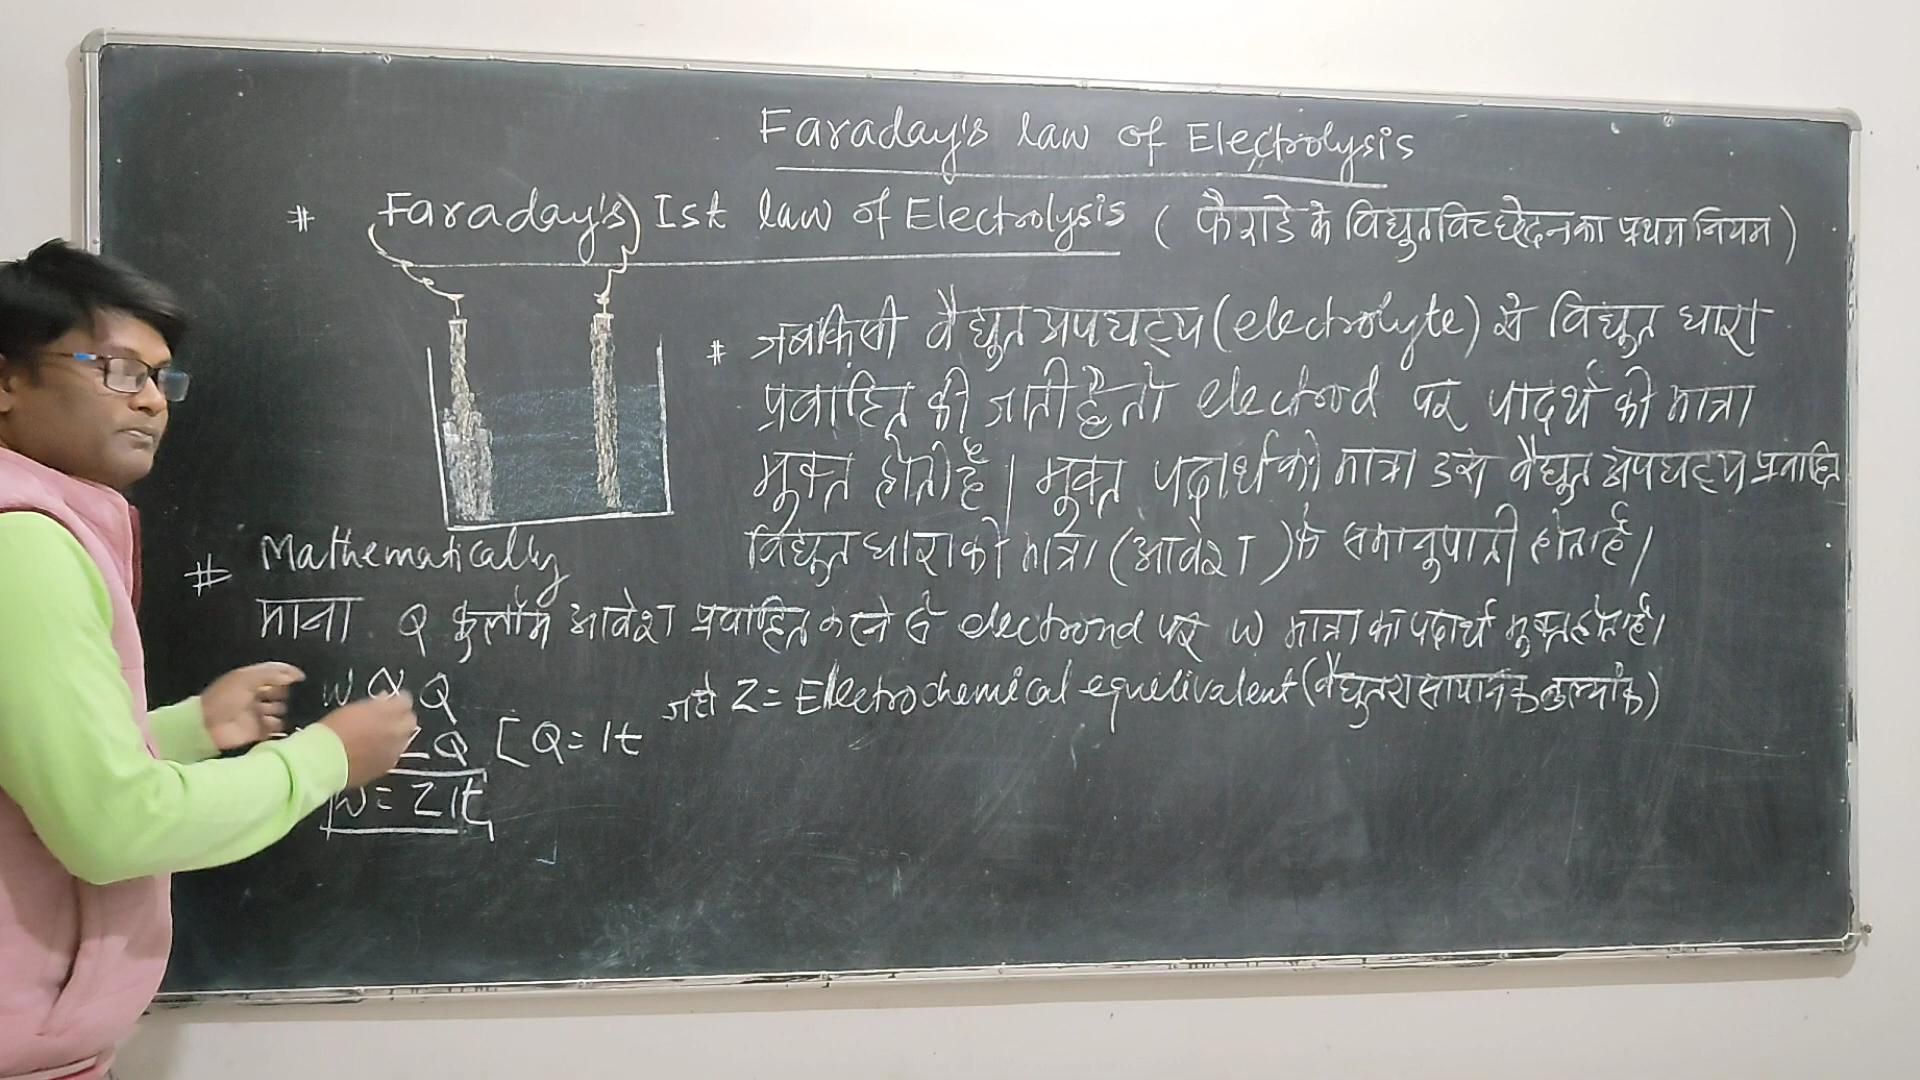 Faraday's law of Electrolysis
# Faraday's Ist law of Electrolysis ( फैराडे के विद्युत विच्छेदन का प्रथम नियम )
# जब किसी वैद्युत अपघट्य (electrolyte) से विद्युत धारा
प्रवाहित की जाती है तो electrod पर पादर्थ की मात्रा
मुक्त होती है । मुक्त पदार्थ की मात्रा उस वैद्युत अपघट्य प्रवाहित
विद्युत धारा की मात्रा (आवेश ) के समानुपाती होता है ।
# Mathematically
माना Q कुलॉम आवेश प्रवाहित करने से electrond पर W मात्रा का पदार्थ मुक्त होता है ।
W α Q
ZQ [ Q = It
W = ZIt
जहाँ Z = Electrochemical equelivalent (वैद्युत रासायनिक तुल्यांक)